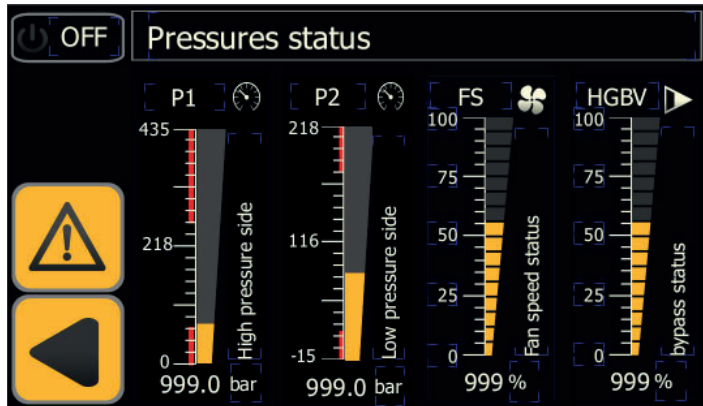 OFF
Pressures status
P1
P2
FS
HGBV
435
218
0
High pressure side
999.0 bar
218
116
-15
Low pressure side
999.0 bar
100
75
50
25
0
Fan speed status
999 %
100
75
50
25
0
bypass status
999 %